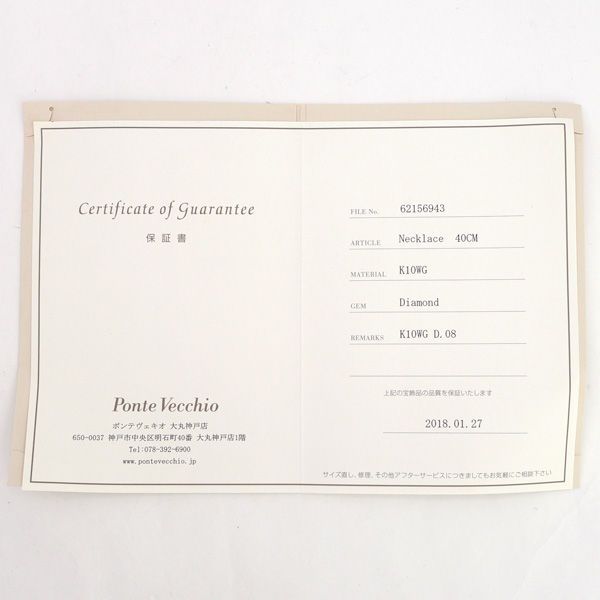 Certificate of Guarantee
保証書
Ponte Vecchio
ポンテヴェキオ 大丸神戸店
650-0037 神戸市中央区明石町40番 大丸神戸店1階
Tel:078-392-6900
www.pontevecchio.jp
FILE No. 62156943
ARTICLE Necklace 40CM
MATERIAL K10WG
GEM Diamond
REMARKS K10WG D.08
上記の宝飾品の品質を保証いたします
2018.01.27
サイズ直し、修理、その他アフターサービスにつきましてもお気軽にご相談下さい